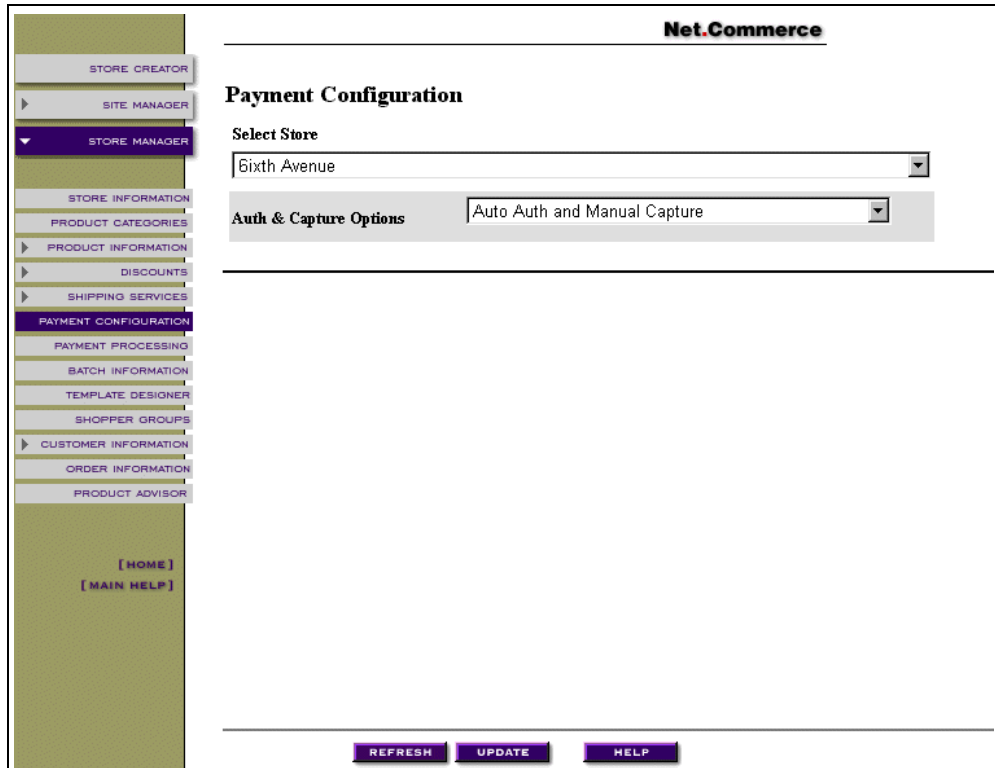 Net.Commerce
STORE CREATOR
SITE MANAGER
STORE MANAGER
STORE INFORMATION
PRODUCT CATEGORIES
PRODUCT INFORMATION
DISCOUNTS
SHIPPING SERVICES
PAYMENT CONFIGURATION
PAYMENT PROCESSING
BATCH INFORMATION
TEMPLATE DESIGNER
SHOPPER GROUPS
CUSTOMER INFORMATION
ORDER INFORMATION
PRODUCT ADVISOR
[HOME]
[MAIN HELP]
Payment Configuration
Select Store
6ixth Avenue
Auth & Capture Options
Auto Auth and Manual Capture
REFRESH
UPDATE
HELP